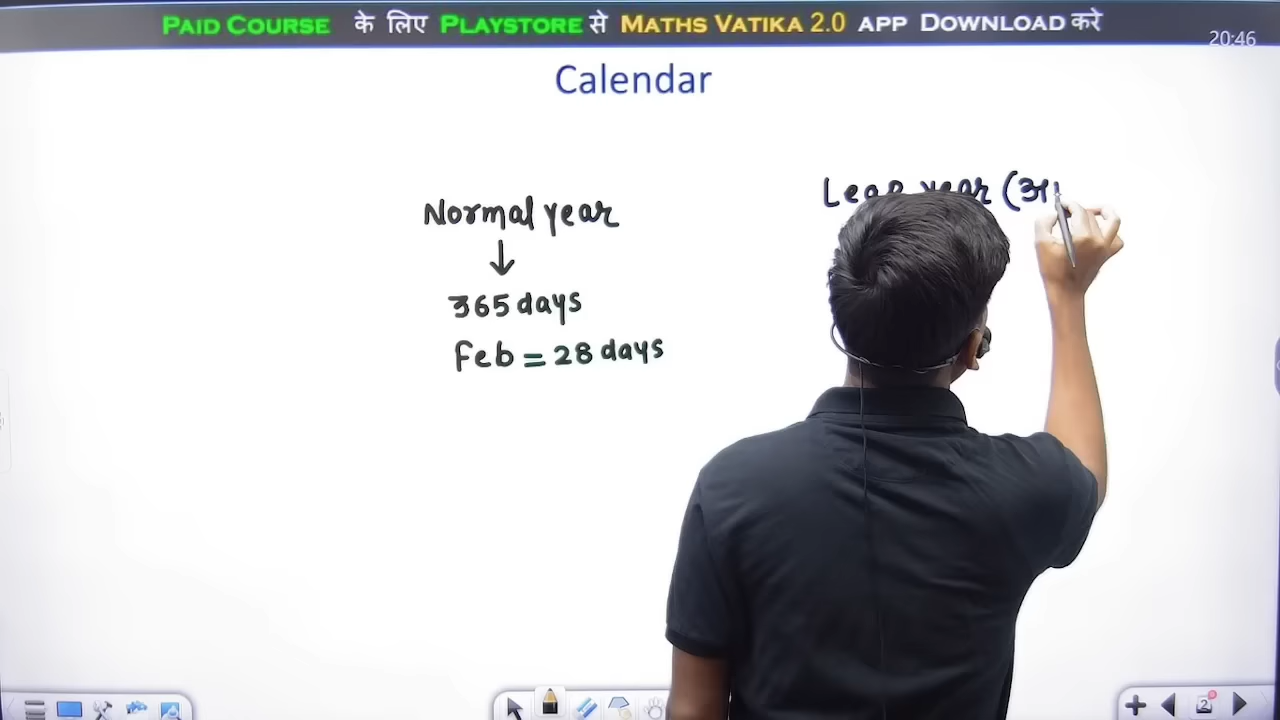 PAID COURSE के लिए PLAYSTORE से MATHS VATIKA 2.0 APP DOWNLOAD करे
20:46
Calendar
Normal year
↓
365 days
Feb = 28 days
Leap year (अ
2